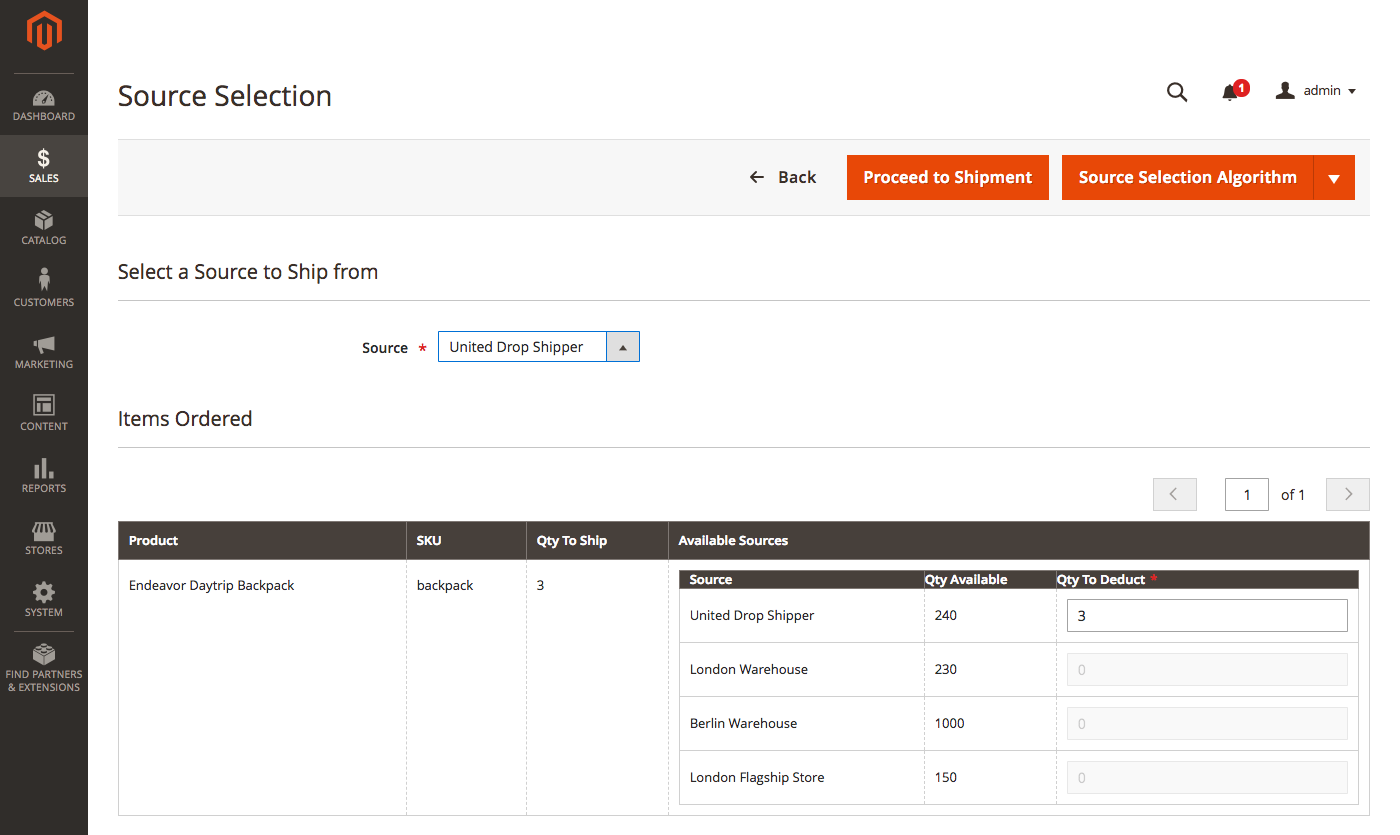 DASHBOARD
SALES
CATALOG
CUSTOMERS
MARKETING
CONTENT
REPORTS
STORES
SYSTEM
FIND PARTNERS
& EXTENSIONS
Source Selection
1
admin
Back
Proceed to Shipment
Source Selection Algorithm
Select a Source to Ship from
Source * United Drop Shipper
Items Ordered
1 of 1
Product SKU Qty To Ship Available Sources
Endeavor Daytrip Backpack backpack 3
Source Qty Available Qty To Deduct *
United Drop Shipper 240 3
London Warehouse 230 0
Berlin Warehouse 1000 0
London Flagship Store 150 0